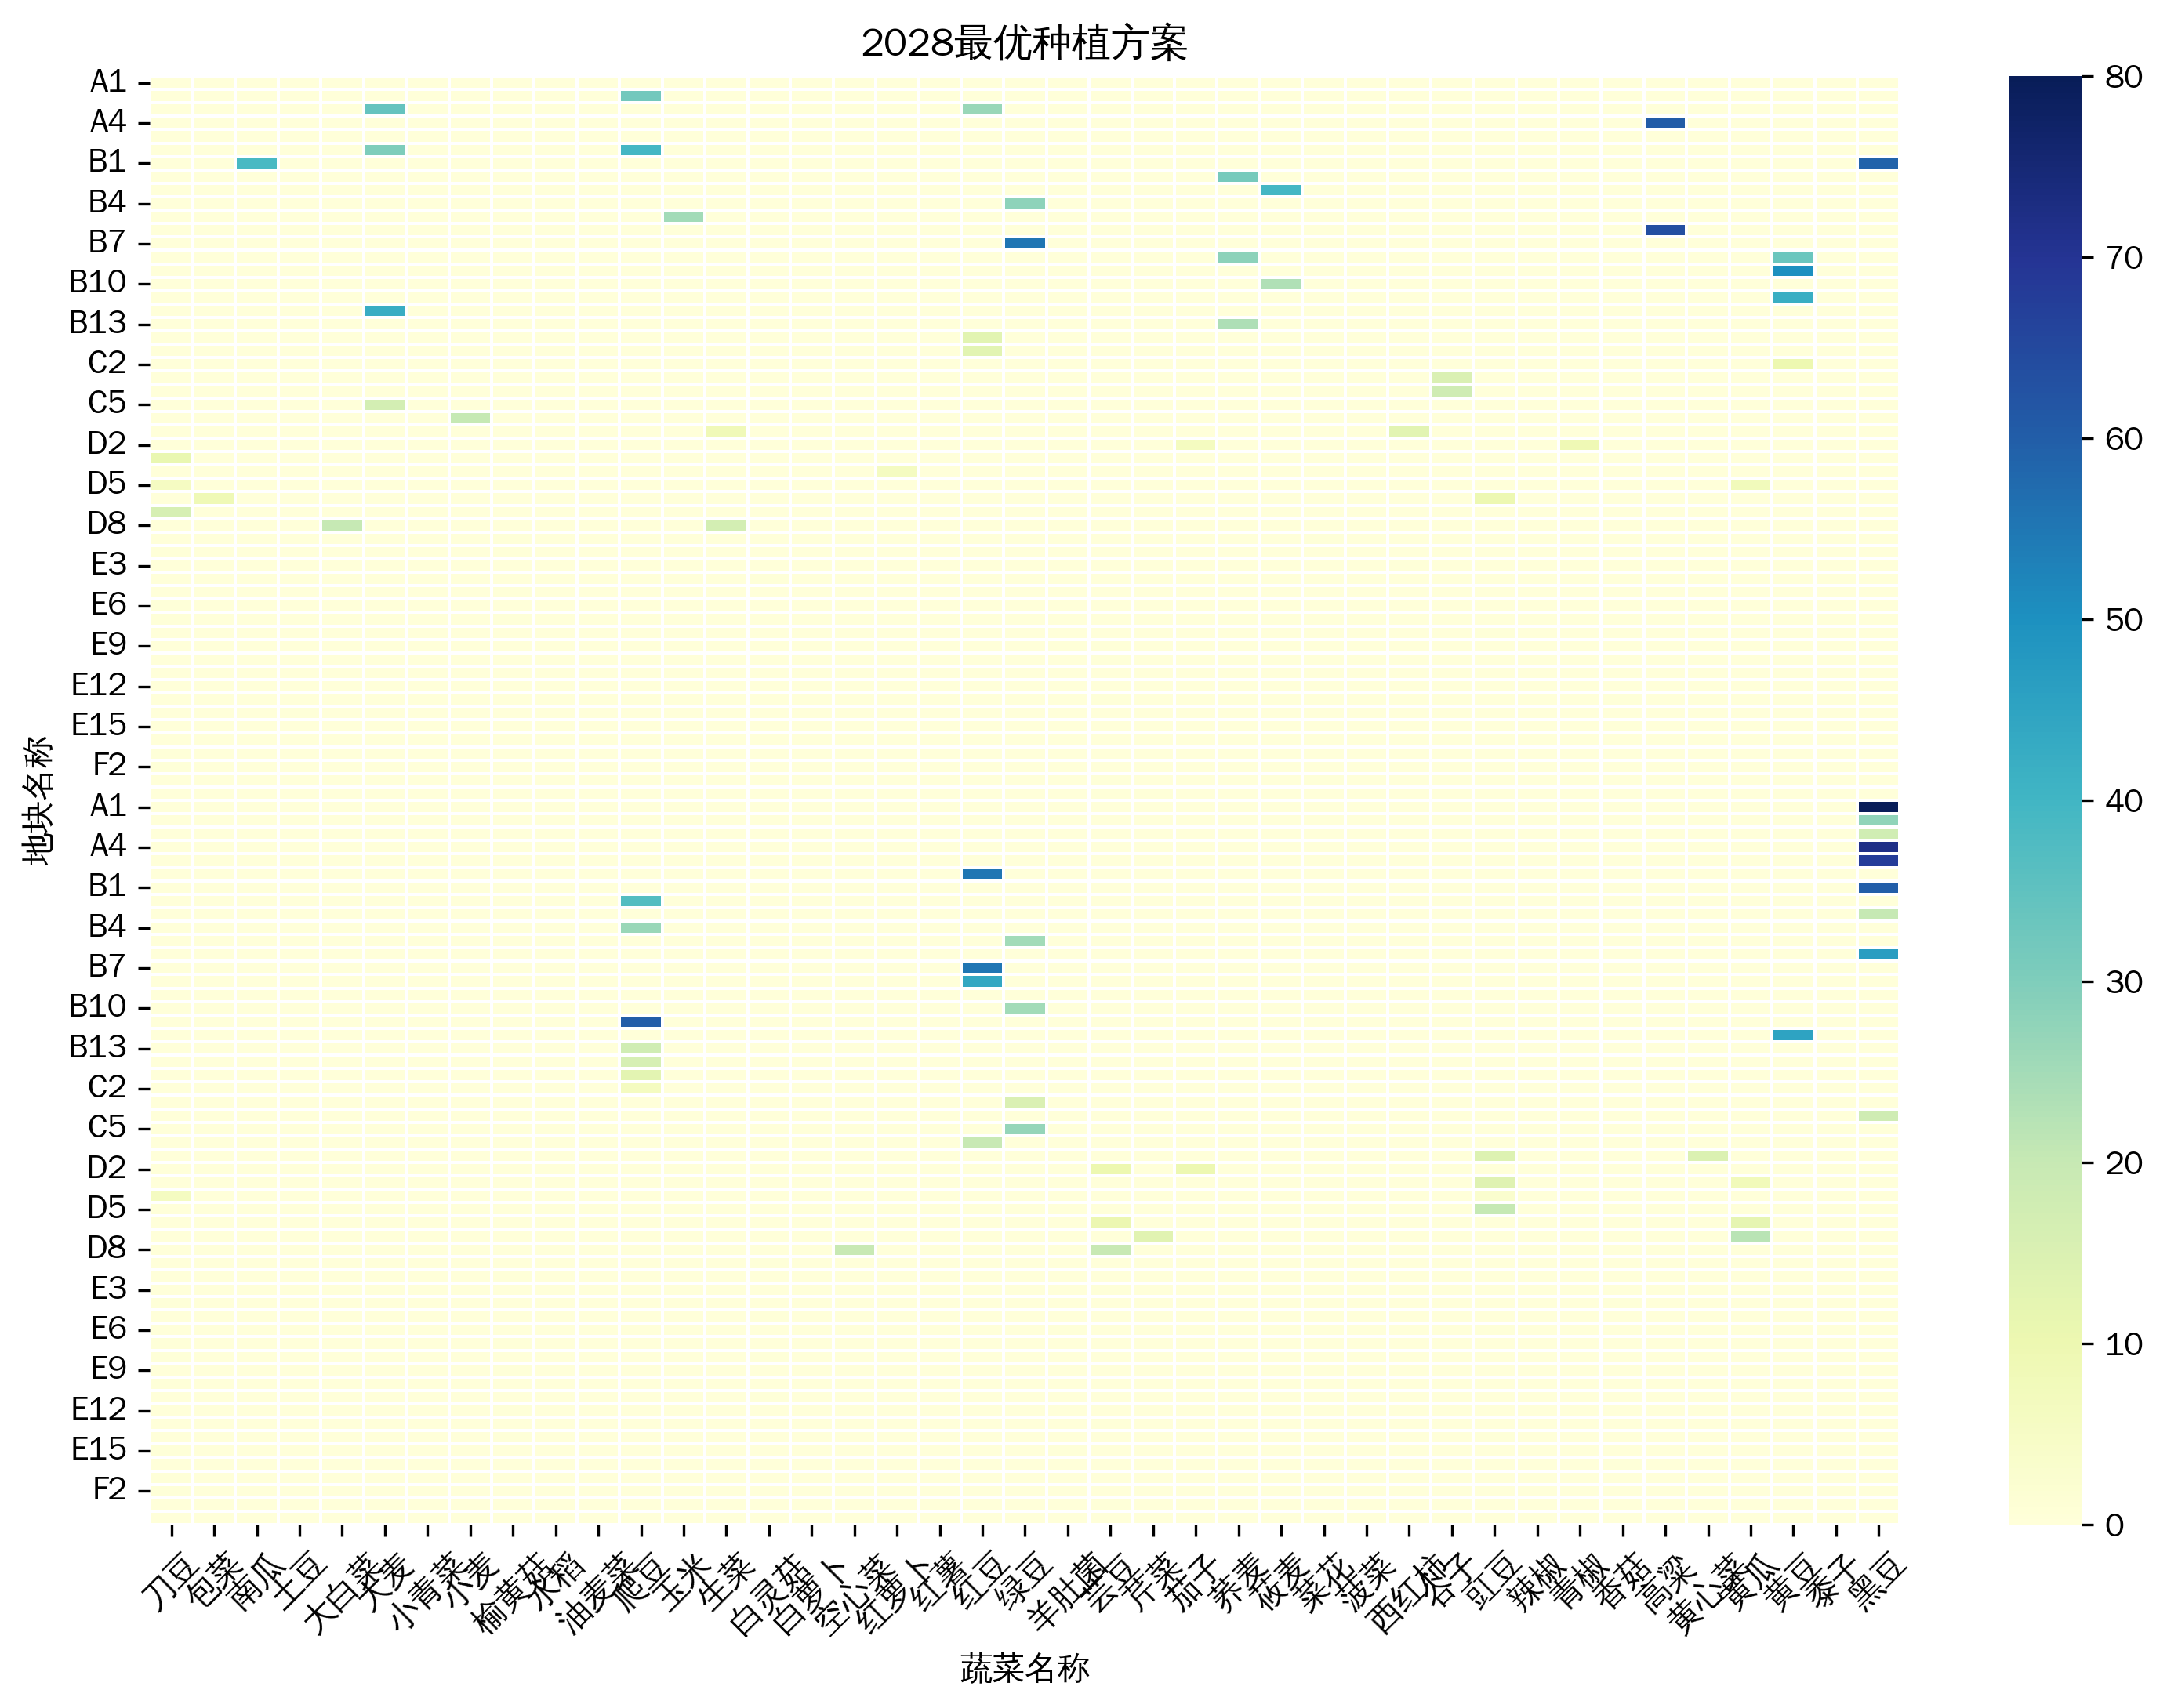 2028最优种植方案
A1
A4
B1
B4
B7
B10
B13
C2
C5
D2
D5
D8
E3
E6
E9
E12
E15
F2
A1
A4
B1
B4
B7
B10
B13
C2
C5
D2
D5
D8
E3
E6
E9
E12
E15
F2
地块名称
刀豆
包菜
南瓜
土豆
大白菜
大麦
小青菜
小麦
榆黄菇
水稻
油麦菜
爬豆
玉米
生菜
白灵菇
白萝卜
空心菜
红萝卜
红薯
红豆
绿豆
羊肚菌
芸豆
芹菜
茄子
荞麦
莜麦
菜花
菠菜
西红柿
谷子
豇豆
辣椒
青椒
香菇
高粱
黄心菜
黄瓜
黄豆
黍子
黑豆
蔬菜名称
80
70
60
50
40
30
20
10
0